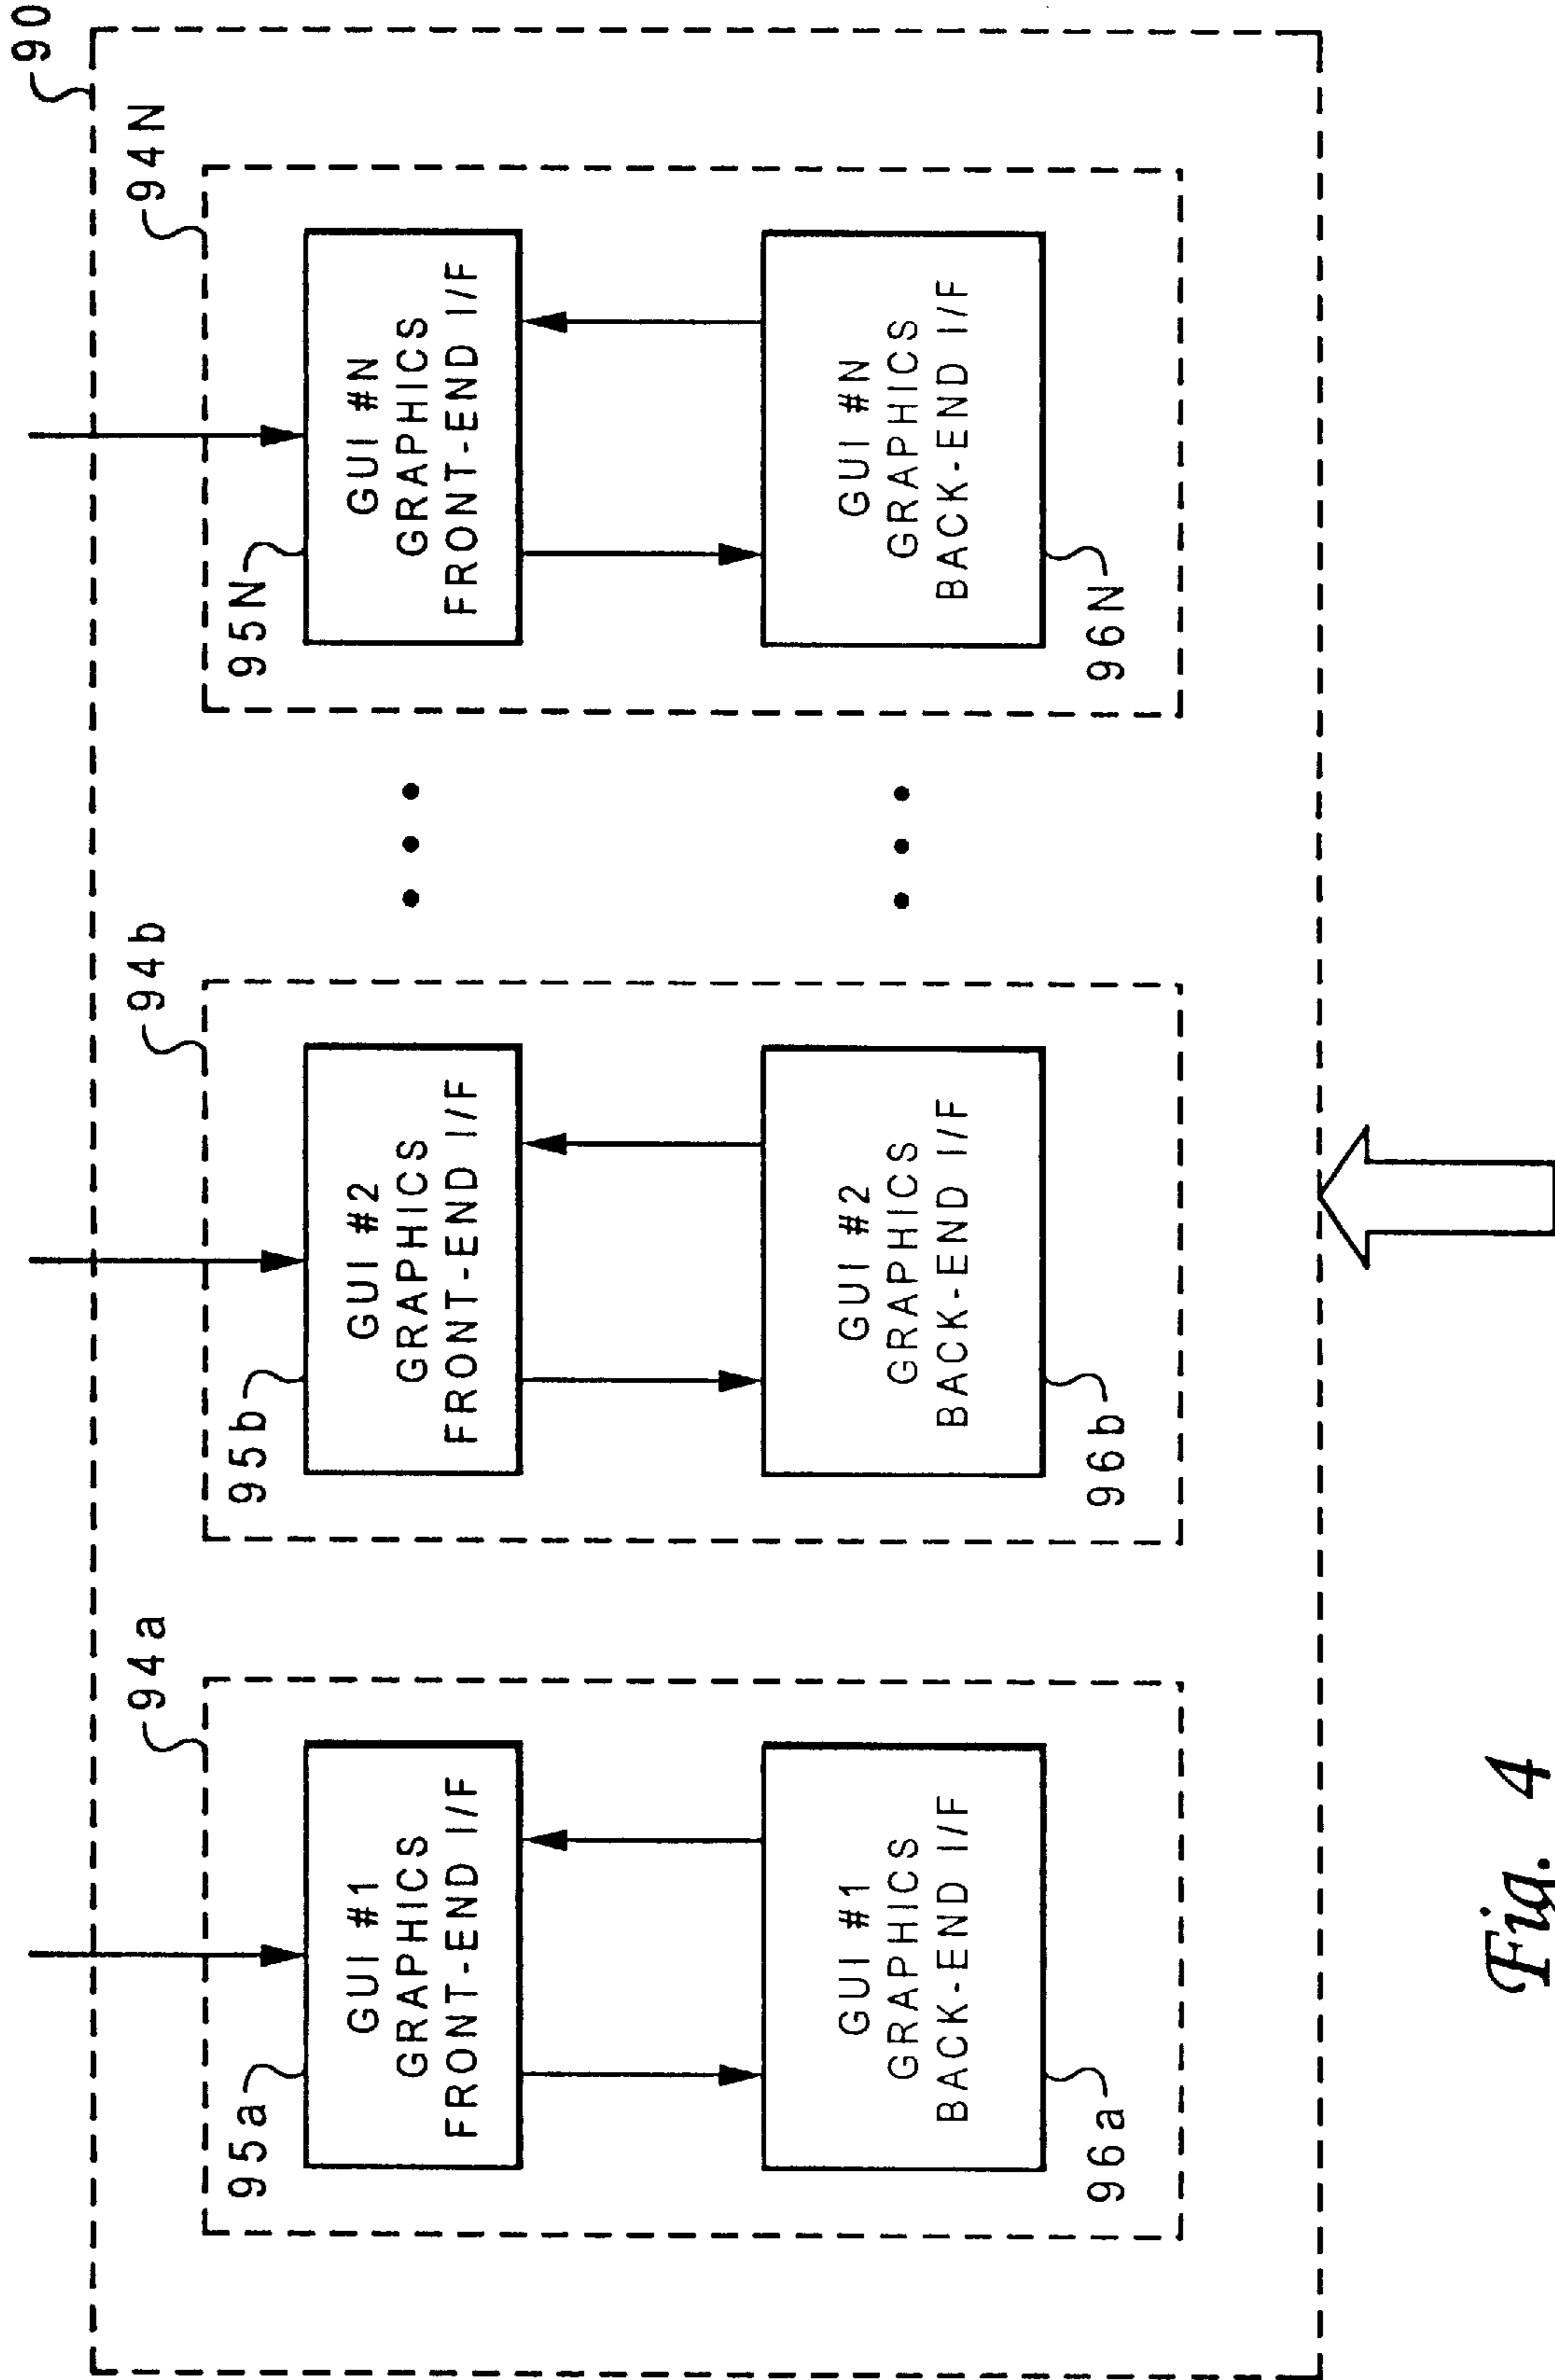 90
94a
94b
94N
95a
GUI #1
GRAPHICS
FRONT-END I/F
95b
GUI #2
GRAPHICS
FRONT-END I/F
95N
GUI #N
GRAPHICS
FRONT-END I/F
GUI #1
GRAPHICS
BACK-END I/F
96a
GUI #2
GRAPHICS
BACK-END I/F
96b
GUI #N
GRAPHICS
BACK-END I/F
96N
Fig. 4